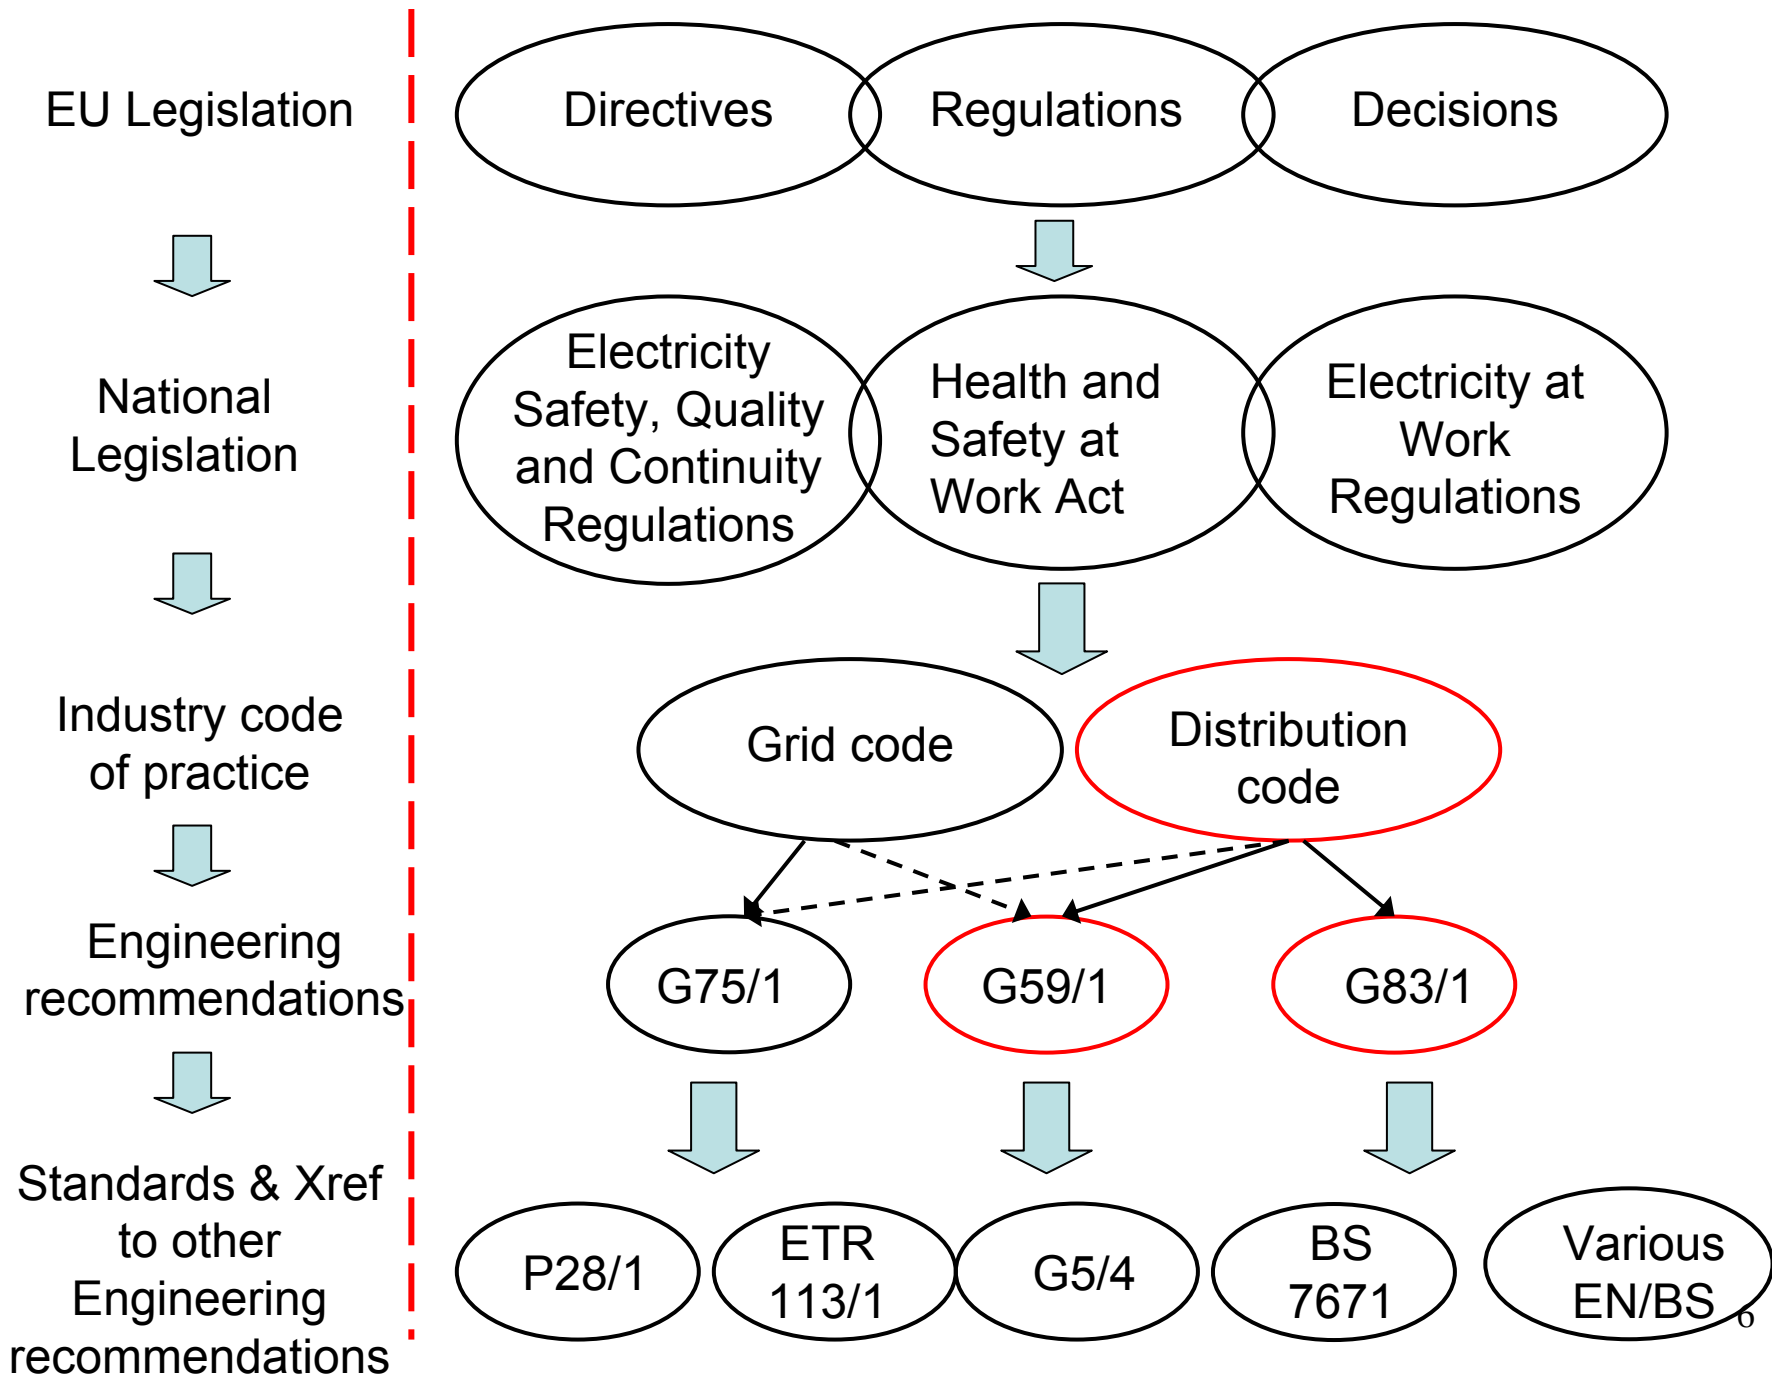 EU Legislation
Directives
Regulations
Decisions
National
Legislation
Electricity
Safety, Quality
and Continuity
Regulations
Health and
Safety at
Work Act
Electricity at
Work
Regulations
Industry code
of practice
Grid code
Distribution
code
Engineering
recommendations
G75/1
G59/1
G83/1
Standards & Xref
to other
Engineering
recommendations
P28/1
ETR
113/1
G5/4
BS
7671
Various
EN/BS
6